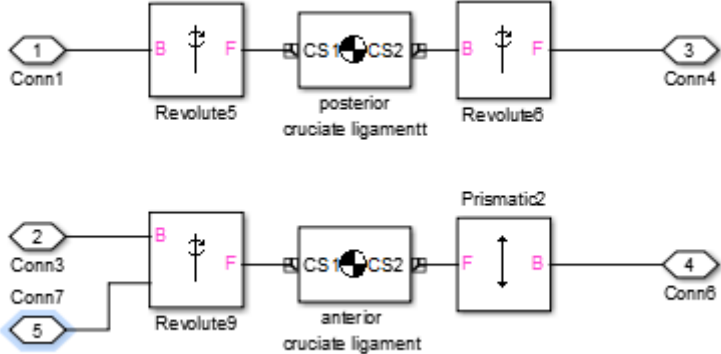 1
B
F
CS1
CS2
B
F
3
Conn1
Conn4
Revolute5
posterior
cruciate ligamentt
Revolute6
Prismatic2
2
B
Conn3
F
CS1
CS2
F
B
4
Conn7
Conn6
5
Revolute9
anterior
cruciate ligament